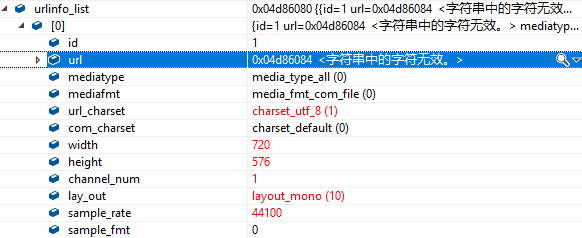 urlinfo_list 0x04d86080 {{id=1 url=0x04d86084 <字符串中的字符无效...
[0] {id=1 url=0x04d86084 <字符串中的字符无效。> mediatyp...
id 1
url 0x04d86084 <字符串中的字符无效。>
mediatype media_type_all (0)
mediafmt media_fmt_com_file (0)
url_charset charset_utf_8 (1)
com_charset charset_default (0)
width 720
height 576
channel_num 1
lay_out layout_mono (10)
sample_rate 44100
sample_fmt 0